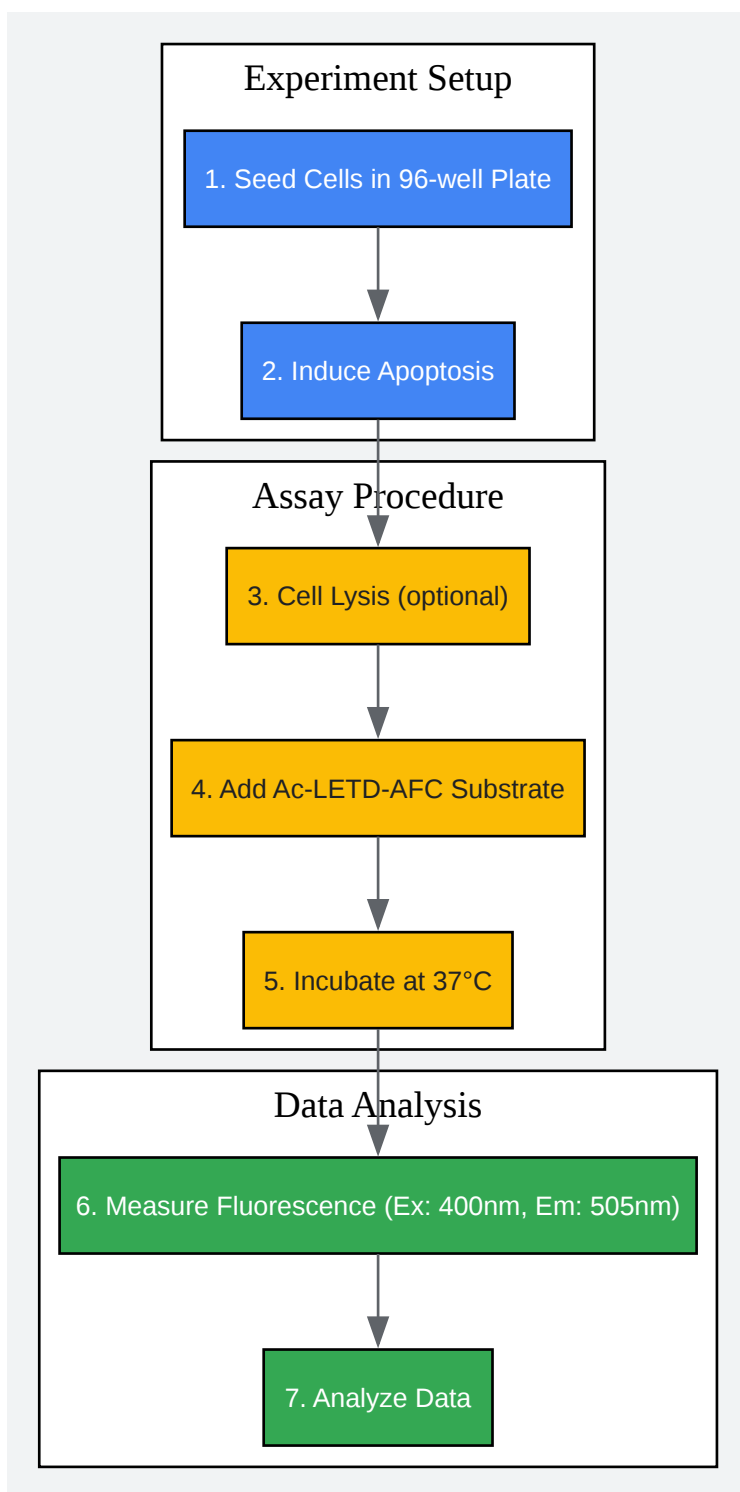 Experiment Setup
1. Seed Cells in 96-well Plate
2. Induce Apoptosis
Assay Procedure
3. Cell Lysis (optional)
4. Add Ac-LETD-AFC Substrate
5. Incubate at 37°C
Data Analysis
6. Measure Fluorescence (Ex: 400nm, Em: 505nm)
7. Analyze Data